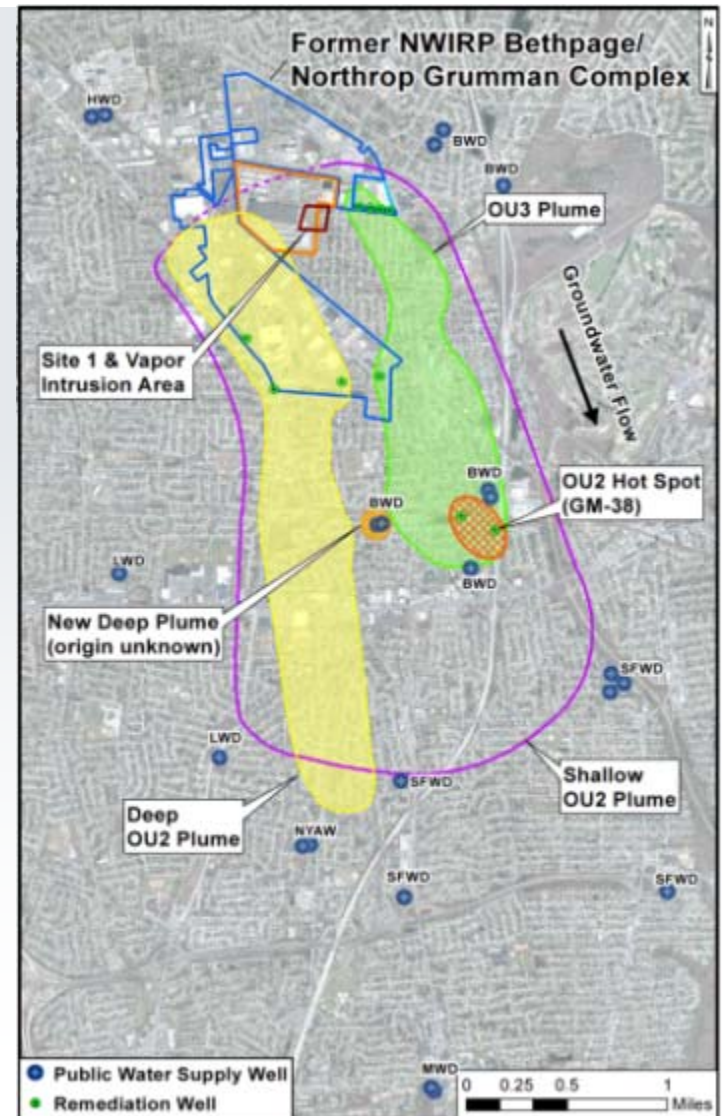 N
Former NWIRP Bethpage/
Northrop Grumman Complex
HWD
BWD
BWD
OU3 Plume
Groundwater Flow
Site 1 & Vapor
Intrusion Area
BWD
OU2 Hot Spot
(GM-38)
BWD
LWD
BWD
New Deep Plume
(origin unknown)
SFWD
LWD
Shallow
OU2 Plume
SFWD
Deep
OU2 Plume
NYAW
SFWD
SFWD
Public Water Supply Well
Remediation Well
MWD
0 0.25 0.5 1
Miles